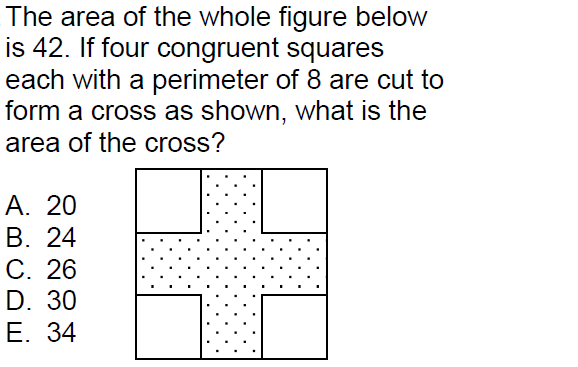 The area of the whole figure below
is 42. If four congruent squares
each with a perimeter of 8 are cut to
form a cross as shown, what is the
area of the cross?
A. 20
B. 24
C. 26
D. 30
E. 34